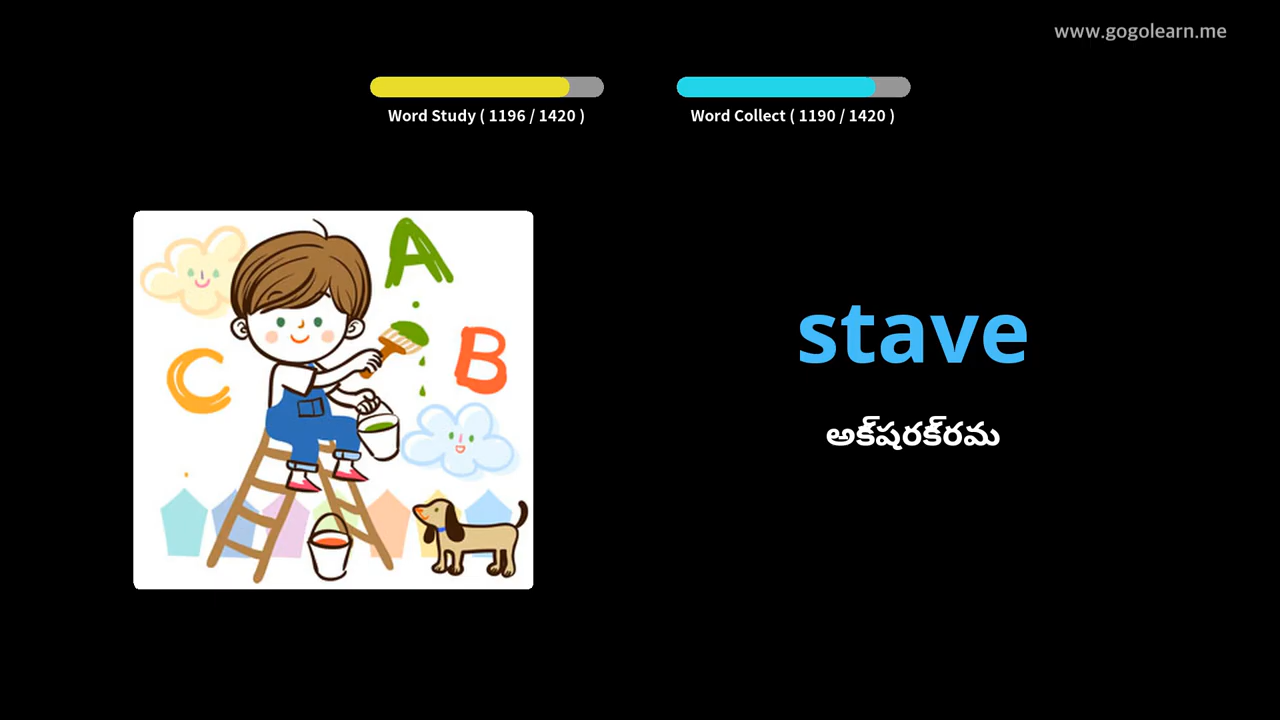 www.gogolearn.me
Word Study ( 1196 / 1420 )
Word Collect ( 1190 / 1420 )
A
B
C
stave
అక్‌షరక్‌రమ